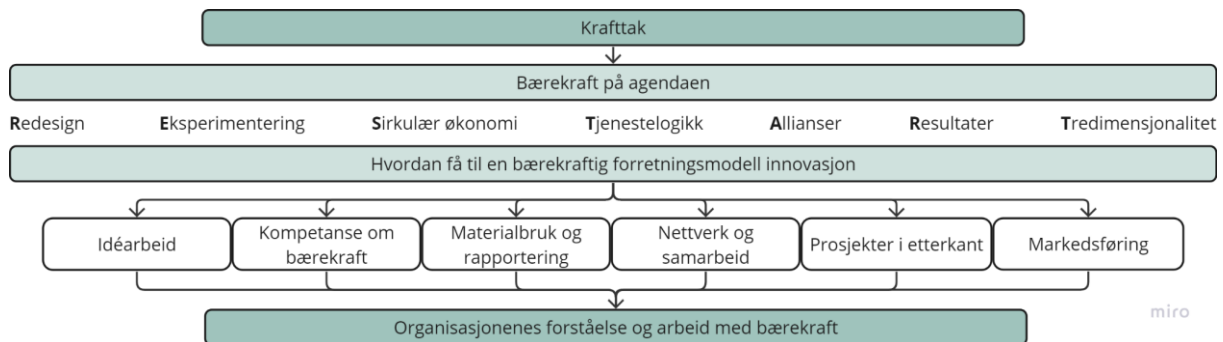 Krafttak
Bærekraft på agendaen
Redesign Eksperimentering Sirkulær økonomi Tjenestelogikk Allianser Resultater Tredimensjonalitet
Hvordan få til en bærekraftig forretningsmodell innovasjon
Idéarbeid
Kompetanse om
bærekraft
Materialbruk og
rapportering
Nettverk og
samarbeid
Prosjekter i etterkant
Markedsføring
Organisasjonenes forståelse og arbeid med bærekraft
miro